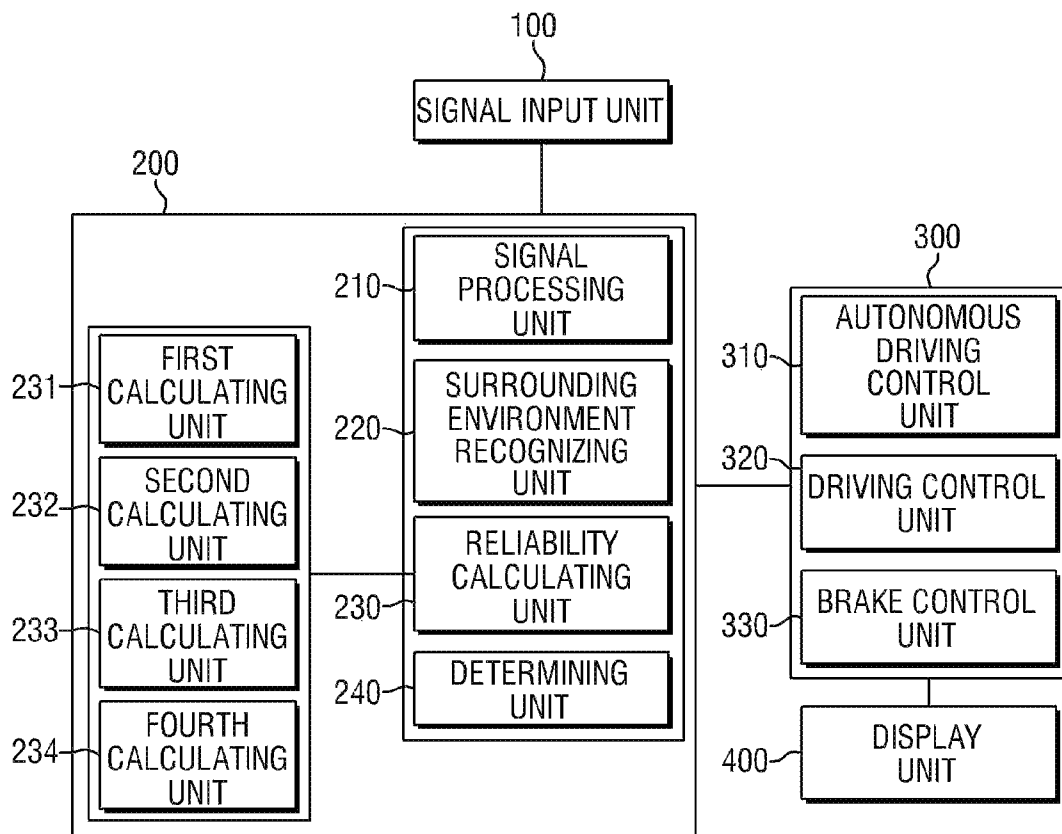 100
SIGNAL INPUT UNIT
200
210
SIGNAL
PROCESSING
UNIT
220
SURROUNDING
ENVIRONMENT
RECOGNIZING
UNIT
230
RELIABILITY
CALCULATING
UNIT
240
DETERMINING
UNIT
231
FIRST
CALCULATING
UNIT
232
SECOND
CALCULATING
UNIT
233
THIRD
CALCULATING
UNIT
234
FOURTH
CALCULATING
UNIT
300
310
AUTONOMOUS
DRIVING
CONTROL
UNIT
320
DRIVING CONTROL
UNIT
330
BRAKE CONTROL
UNIT
400
DISPLAY
UNIT